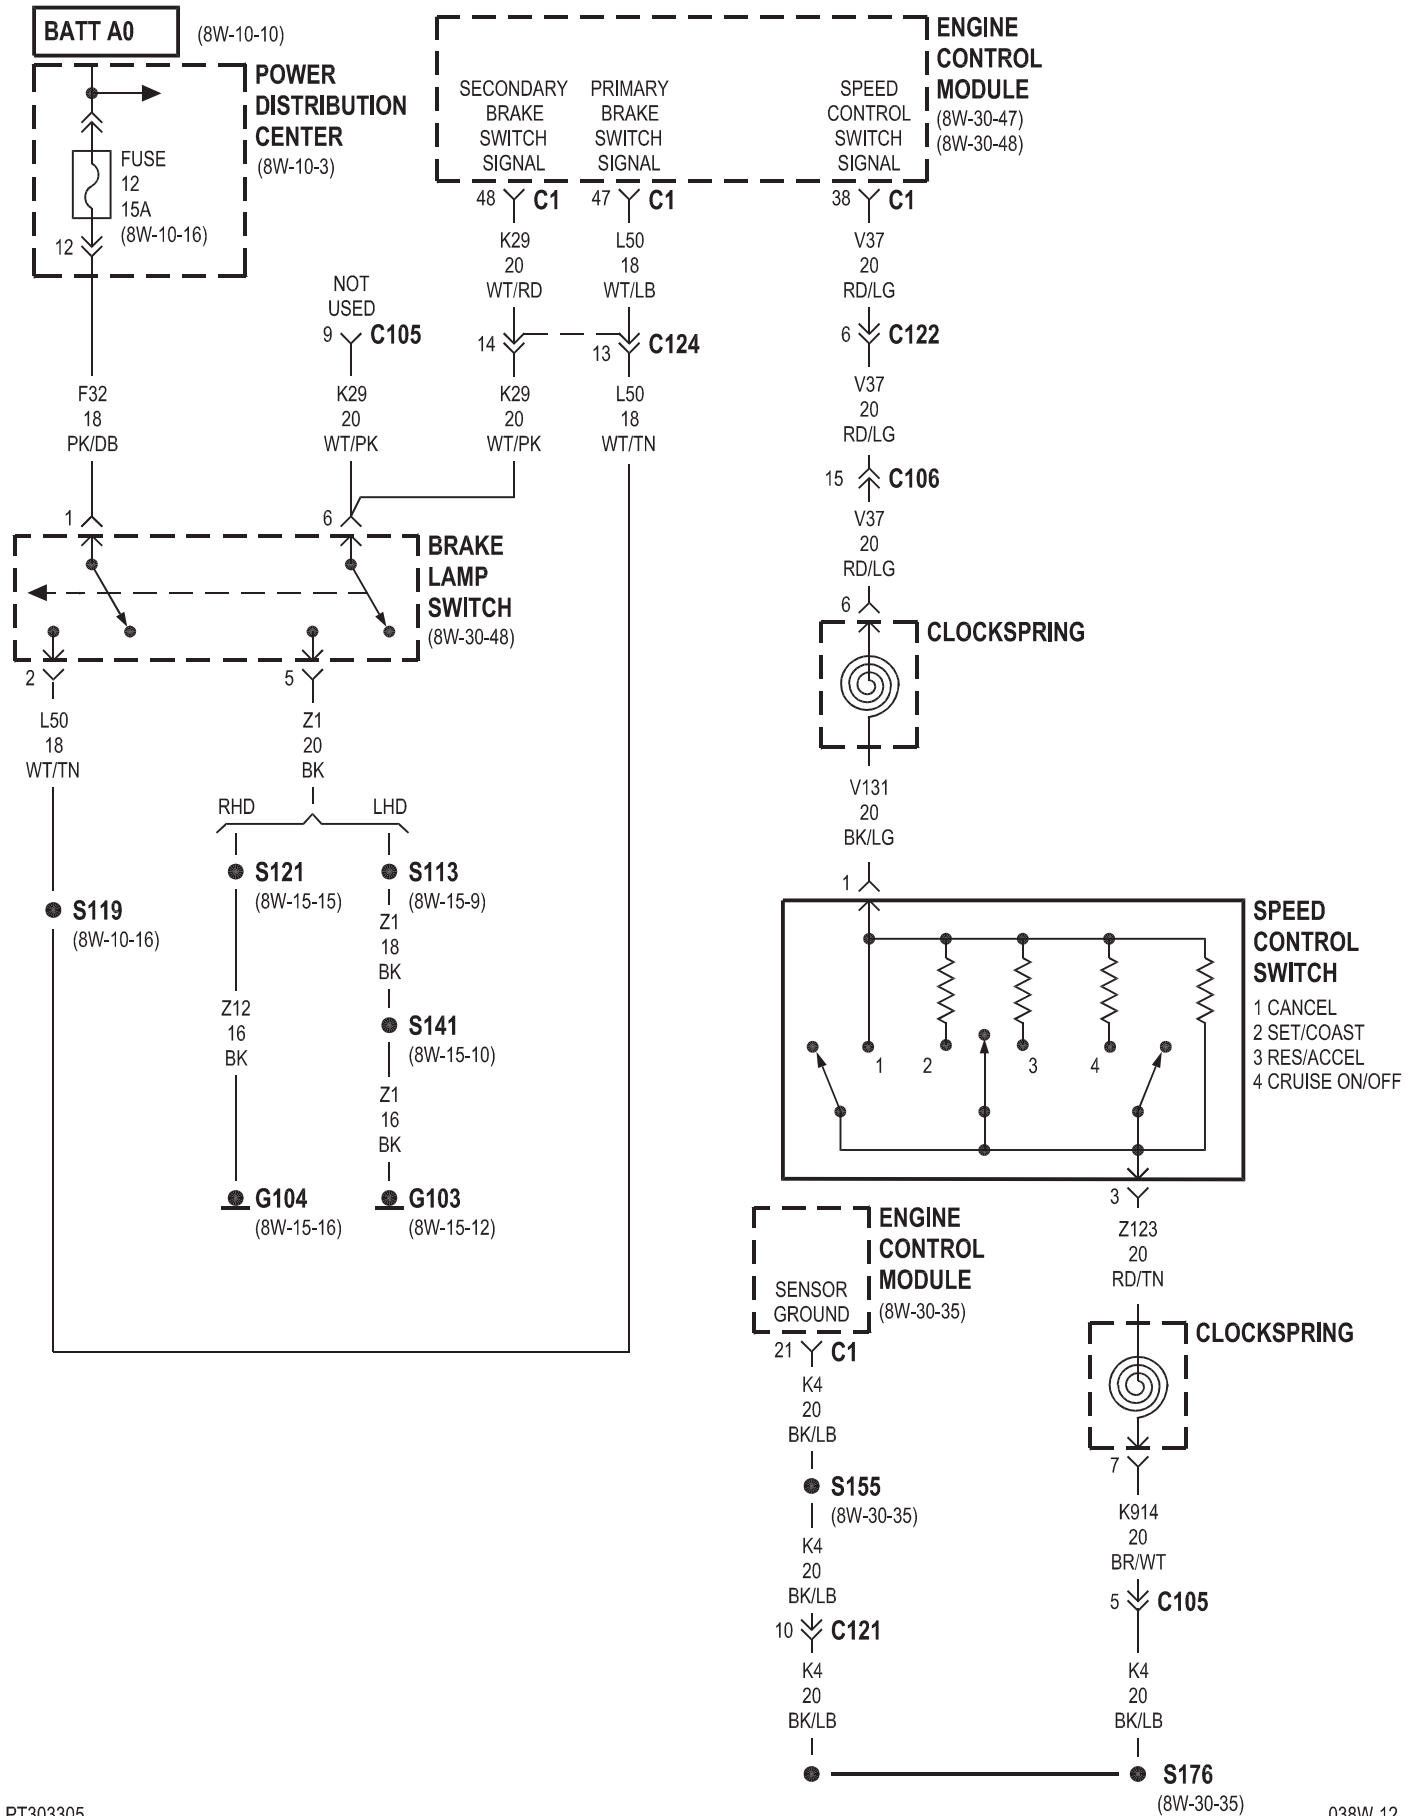 BATT A0
(8W-10-10)
POWER
DISTRIBUTION
CENTER
(8W-10-3)
FUSE
12
15A
(8W-10-16)
12
F32
18
PK/DB
NOT
USED
9
C105
K29
20
WT/PK
SECONDARY
BRAKE
SWITCH
SIGNAL
PRIMARY
BRAKE
SWITCH
SIGNAL
SPEED
CONTROL
SWITCH
SIGNAL
ENGINE
CONTROL
MODULE
(8W-30-47)
(8W-30-48)
48
C1
47
C1
38
C1
K29
20
WT/RD
L50
18
WT/LB
V37
20
RD/LG
14
13
C124
6
C122
K29
20
WT/PK
L50
18
WT/TN
V37
20
RD/LG
15
C106
V37
20
RD/LG
1
6
BRAKE
LAMP
SWITCH
(8W-30-48)
2
5
L50
18
WT/TN
Z1
20
BK
RHD
LHD
S121
(8W-15-15)
S113
(8W-15-9)
Z1
18
BK
S119
(8W-10-16)
Z12
16
BK
S141
(8W-15-10)
Z1
16
BK
G104
(8W-15-16)
G103
(8W-15-12)
6
CLOCKSPRING
V131
20
BK/LG
1
SPEED
CONTROL
SWITCH
1 CANCEL
2 SET/COAST
3 RES/ACCEL
4 CRUISE ON/OFF
1
2
3
4
3
Z123
20
RD/TN
ENGINE
CONTROL
MODULE
(8W-30-35)
SENSOR
GROUND
21
C1
K4
20
BK/LB
S155
(8W-30-35)
K4
20
BK/LB
10
C121
K4
20
BK/LB
CLOCKSPRING
7
K914
20
BR/WT
5
C105
K4
20
BK/LB
S176
(8W-30-35)
PT303305
038W-12